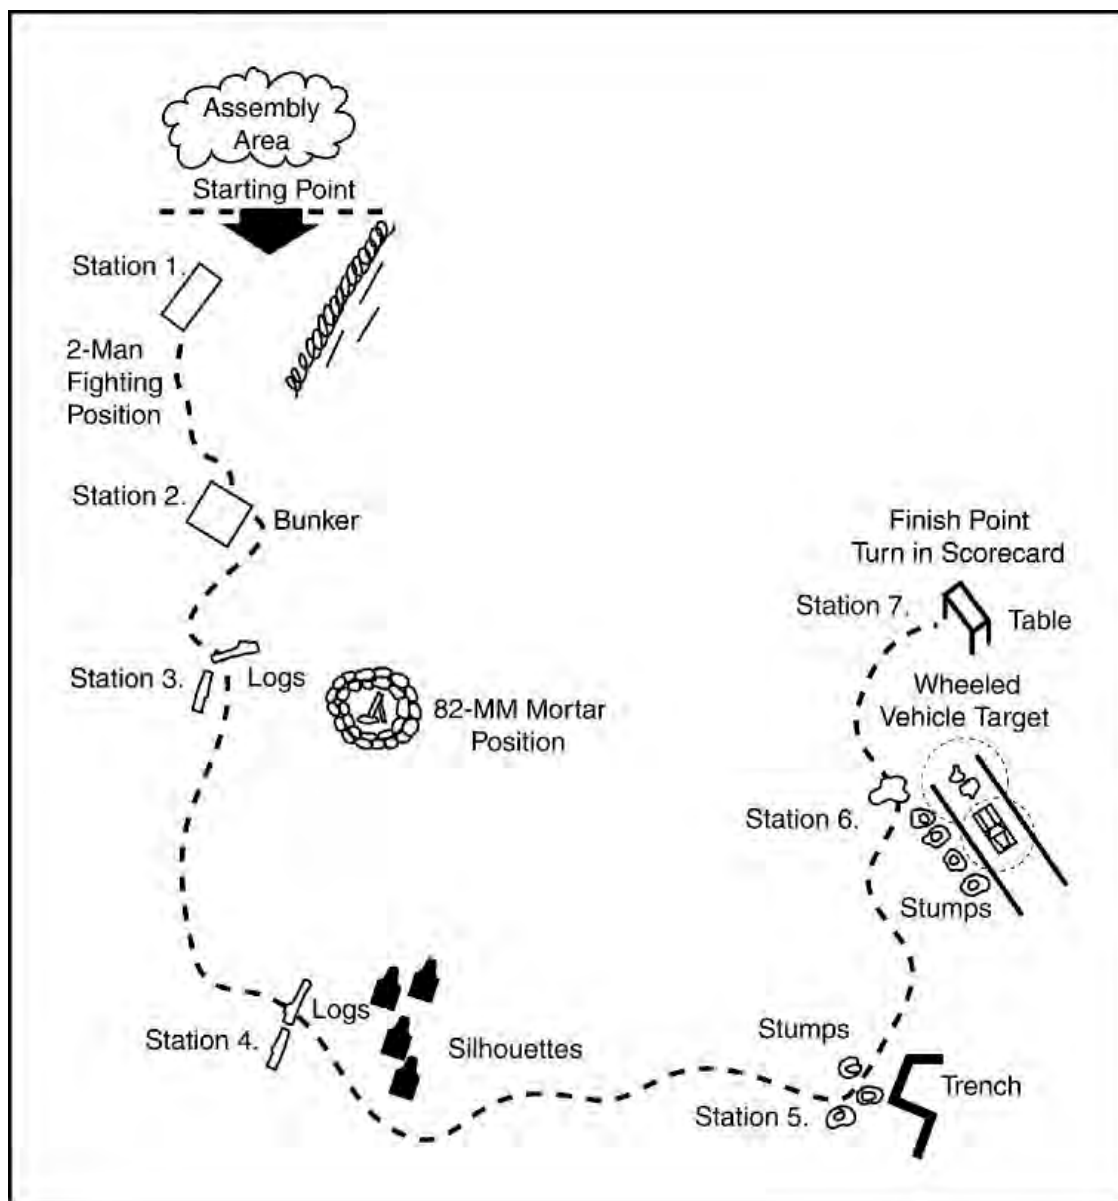 Assembly
Area
Starting Point
Station 1.
2-Man
Fighting
Position
Station 2.
Bunker
Finish Point
Turn in Scorecard
Station 7.
Table
Station 3.
Logs
82-MM Mortar
Position
Wheeled
Vehicle Target
Station 6.
Stumps
Logs
Station 4.
Silhouettes
Stumps
Trench
Station 5.